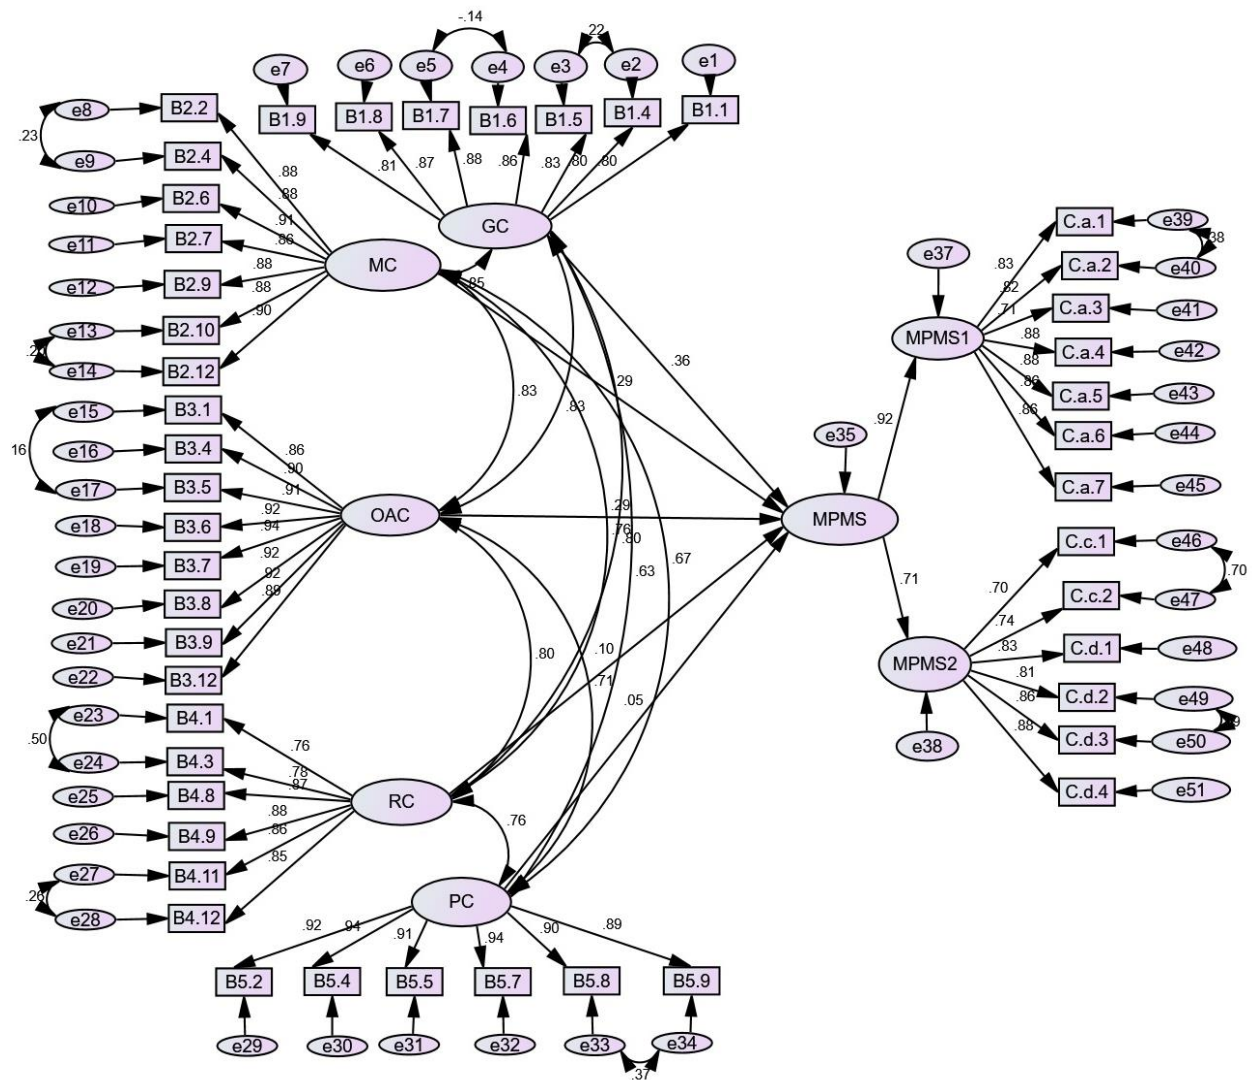 -.14
.22
e7
e6
e5
e4
e3
e2
e1
B1.9
B1.8
B1.7
B1.6
B1.5
B1.4
B1.1
.81
.87
.88
.86
.83
.80
.80
GC
e8
B2.2
.23
e9
B2.4
e10
B2.6
e11
B2.7
e12
B2.9
e13
B2.10
e14
B2.12
.88
.88
.91
.86
.88
.88
.90
MC
.85
e15
B3.1
16
e16
B3.4
e17
B3.5
e18
B3.6
e19
B3.7
e20
B3.8
e21
B3.9
e22
B3.12
.86
.90
.91
.92
.94
.92
.92
.89
OAC
.83
.83
.36
.29
.29
.76
.80
.63
.67
.80
.10
.71
.05
e23
B4.1
.50
e24
B4.3
e25
B4.8
e26
B4.9
e27
B4.11
.26
e28
B4.12
.76
.78
.87
.88
.86
.85
RC
.76
PC
.92
.94
.91
.94
.90
.89
B5.2
B5.4
B5.5
B5.7
B5.8
B5.9
e29
e30
e31
e32
e33
e34
.37
e35
MPMS
.92
.71
e37
MPMS1
.83
.82
.71
.88
.88
.86
.86
C.a.1
e39
.38
C.a.2
e40
C.a.3
e41
C.a.4
e42
C.a.5
e43
C.a.6
e44
C.a.7
e45
MPMS2
e38
.70
.74
.83
.81
.86
.88
C.c.1
e46
.70
C.c.2
e47
C.d.1
e48
C.d.2
e49
C.d.3
e50
C.d.4
e51